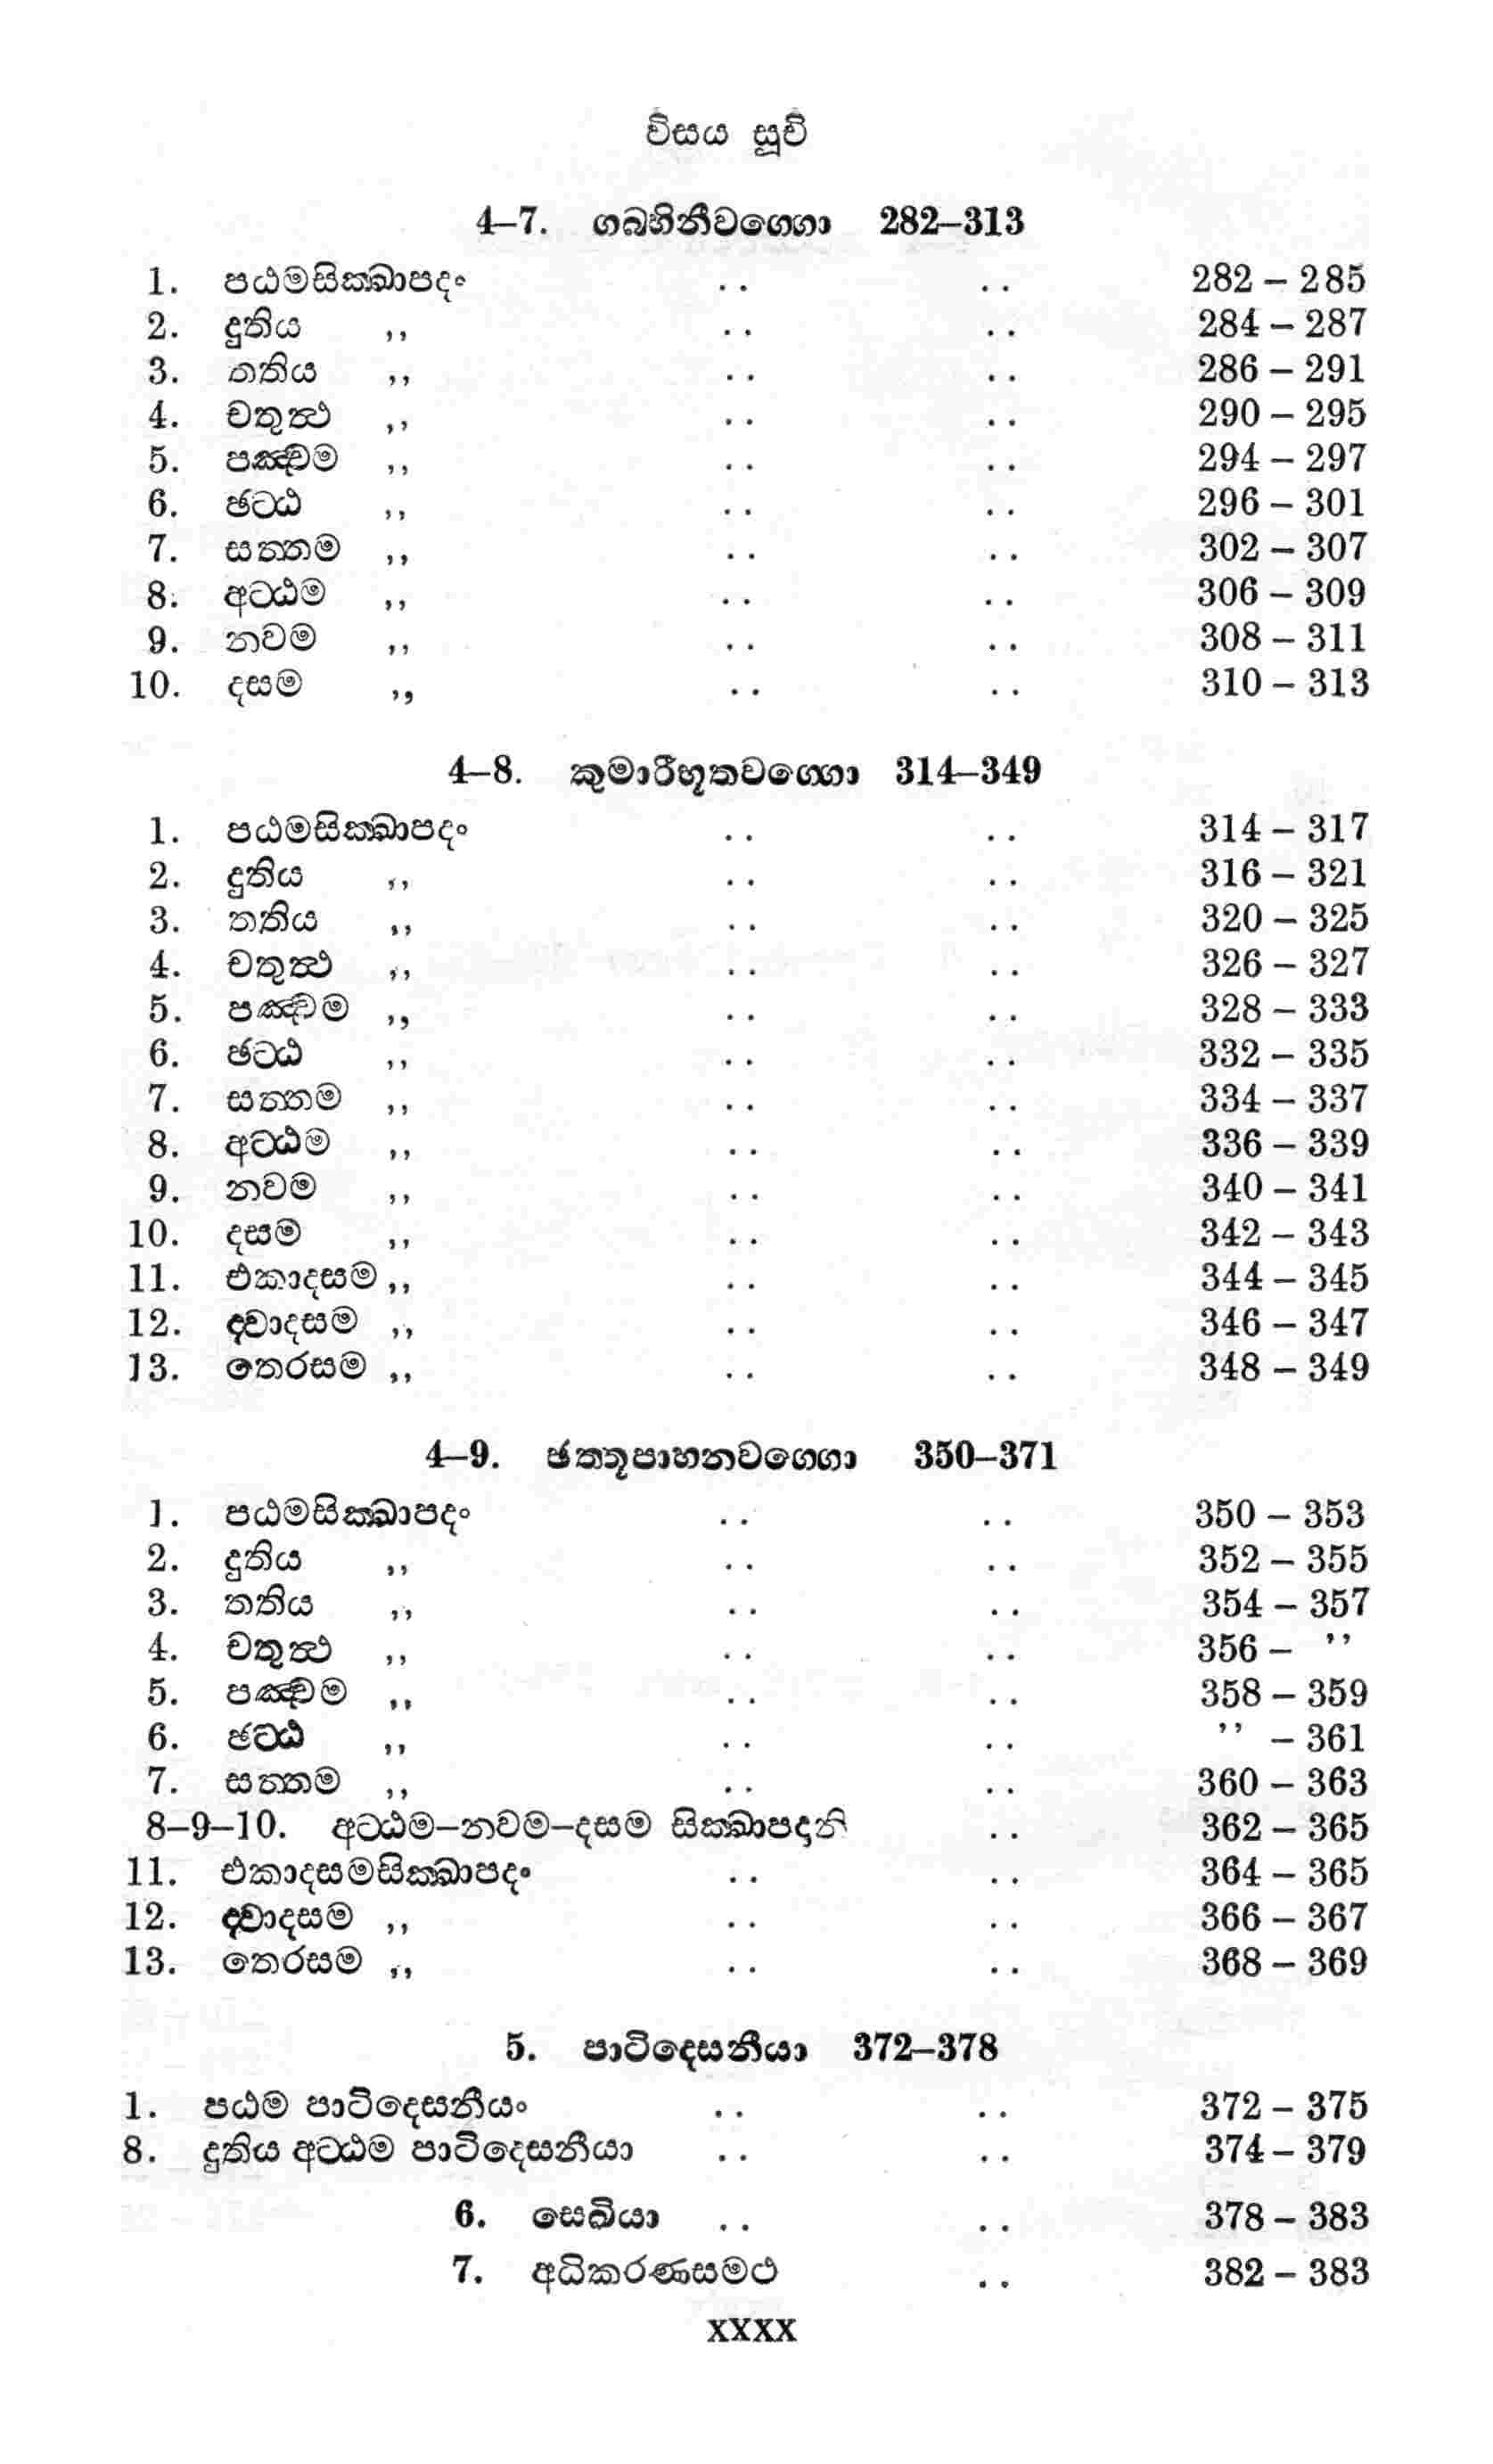 විසය සූචි
4–7. ගබ්භිනීවග්ගො 282–313
1. පඨමසික්ඛාපදං .. .. 282 – 285
2. දුතිය ,, .. .. 284 – 287
3. තතිය ,, .. .. 286 – 291
4. චතුත්‍ථ ,, .. .. 290 – 295
5. පඤ්චම ,, .. .. 294 – 297
6. ඡට්ඨ ,, .. .. 296 – 301
7. සත්තම ,, .. .. 302 – 307
8. අට්ඨම ,, .. .. 306 – 309
9. නවම ,, .. .. 308 – 311
10. දසම ,, .. .. 310 – 313
4–8. කුමාරීභූතවග්ගො 314–349
1. පඨමසික්ඛාපදං .. .. 314 – 317
2. දුතිය ,, .. .. 316 – 321
3. තතිය ,, .. .. 320 – 325
4. චතුත්‍ථ ,, .. .. 326 – 327
5. පඤ්චම ,, .. .. 328 – 333
6. ඡට්ඨ ,, .. .. 332 – 335
7. සත්තම ,, .. .. 334 – 337
8. අට්ඨම ,, .. .. 336 – 339
9. නවම ,, .. .. 340 – 341
10. දසම ,, .. .. 342 – 343
11. එකාදසම ,, .. .. 344 – 345
12. ද්‍වාදසම ,, .. .. 346 – 347
13. තෙරසම ,, .. .. 348 – 349
4–9. ඡත්තූපාහනවග්ගො 350–371
1. පඨමසික්ඛාපදං .. .. 350 – 353
2. දුතිය ,, .. .. 352 – 355
3. තතිය ,, .. .. 354 – 357
4. චතුත්‍ථ ,, .. .. 356 – ’’
5. පඤ්චම ,, .. .. 358 – 359
6. ඡට්ඨ ,, .. .. ’’ – 361
7. සත්තම ,, .. .. 360 – 363
8–9–10. අට්ඨම–නවම–දසම සික්ඛාපදානි .. 362 – 365
11. එකාදසමසික්ඛාපදං .. .. 364 – 365
12. ද්‍වාදසම ,, .. .. 366 – 367
13. තෙරසම ,, .. .. 368 – 369
5. පාටිදෙසනීයා 372–378
1. පඨම පාටිදෙසනීයං .. .. 372 – 375
8. දුතිය අට්ඨම පාටිදෙසනීයා .. .. 374 – 379
6. සෙඛියා .. .. 378 – 383
7. අධිකරණසමථ .. 382 – 383
XXXX